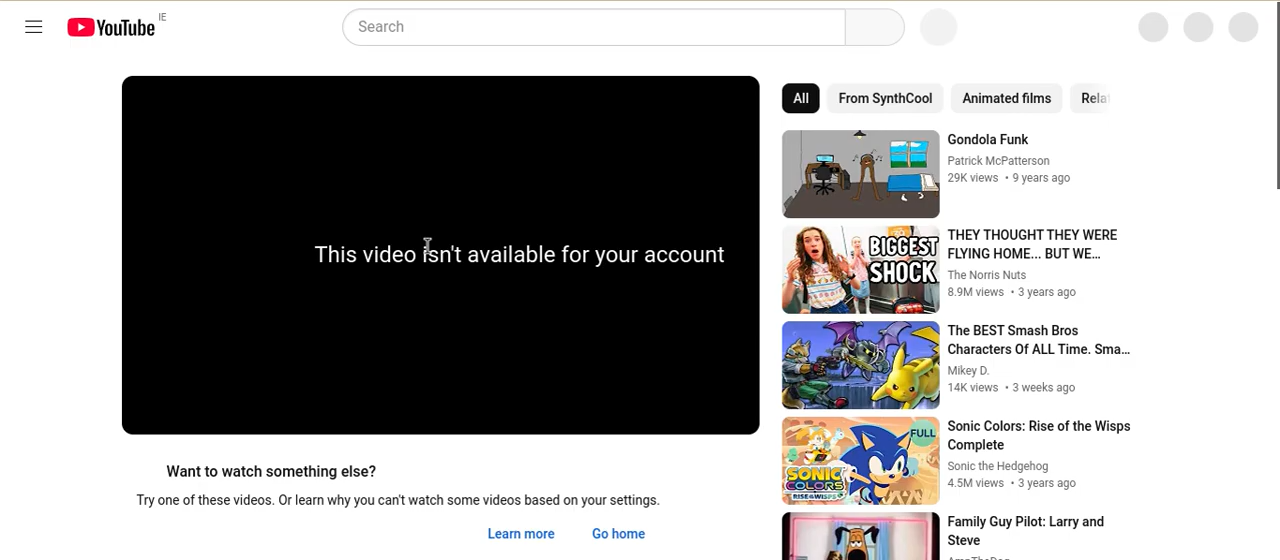 YouTube IE
Search
All
From SynthCool
Animated films
Relat
This video isn't available for your account
Want to watch something else?
Try one of these videos. Or learn why you can't watch some videos based on your settings.
Learn more
Go home
Gondola Funk
Patrick McPatterson
29K views • 9 years ago
BIGGEST
SHOCK
THEY THOUGHT THEY WERE
FLYING HOME... BUT WE...
The Norris Nuts
8.9M views • 3 years ago
The BEST Smash Bros
Characters Of ALL Time. Sma...
Mikey D.
14K views • 3 weeks ago
FULL
SONIC
COLORS
RISE OF THE WISPS
Sonic Colors: Rise of the Wisps
Complete
Sonic the Hedgehog
4.5M views • 3 years ago
Family Guy Pilot: Larry and
Steve